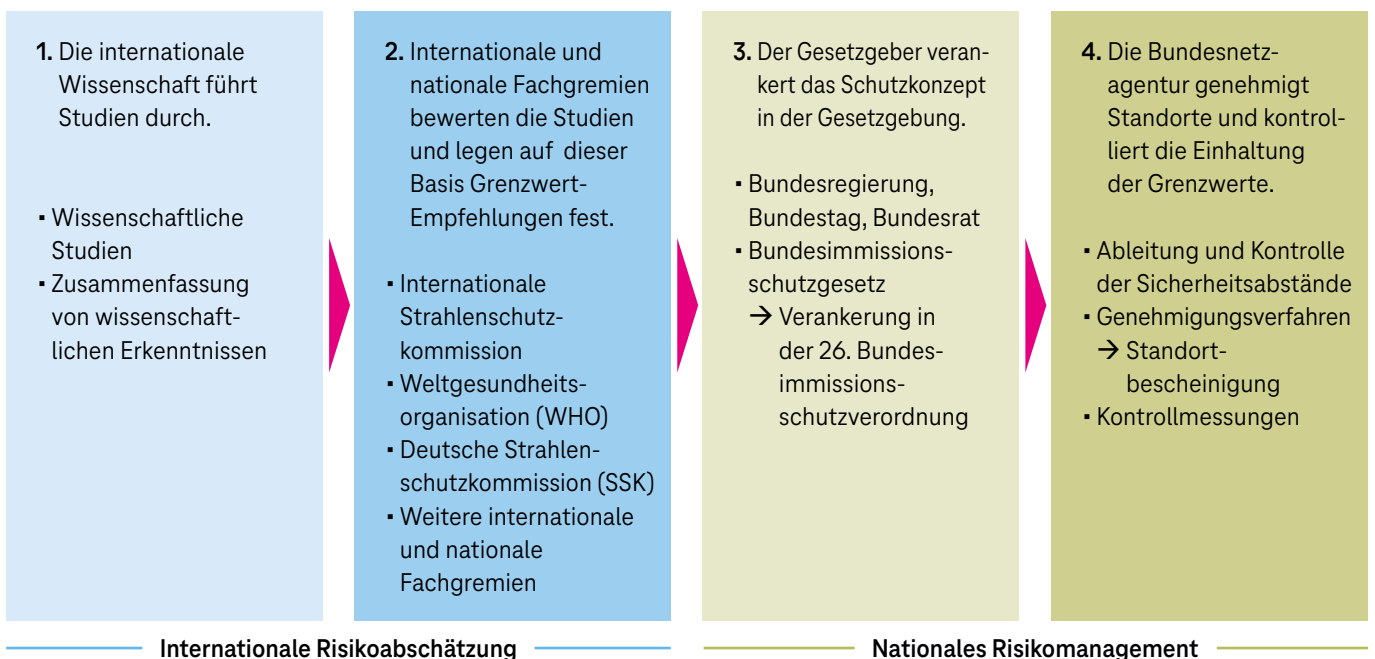 1. Die internationale
Wissenschaft führt
Studien durch.
▪ Wissenschaftliche
Studien
▪ Zusammenfassung
von wissenschaft-
lichen Erkenntnissen
2. Internationale und
nationale Fachgremien
bewerten die Studien
und legen auf dieser
Basis Grenzwert-
Empfehlungen fest.
▪ Internationale
Strahlenschutz-
kommission
▪ Weltgesundheits-
organisation (WHO)
▪ Deutsche Strahlen-
schutzkommission (SSK)
▪ Weitere internationale
und nationale
Fachgremien
3. Der Gesetzgeber veran-
kert das Schutzkonzept
in der Gesetzgebung.
▪ Bundesregierung,
Bundestag, Bundesrat
▪ Bundesimmissions-
schutzgesetz
→ Verankerung in
der 26. Bundes-
immissions-
schutzverordnung
4. Die Bundesnetz-
agentur genehmigt
Standorte und kontrol-
liert die Einhaltung
der Grenzwerte.
▪ Ableitung und Kontrolle
der Sicherheitsabstände
▪ Genehmigungsverfahren
→ Standort-
bescheinigung
▪ Kontrollmessungen
Internationale Risikoabschätzung
Nationales Risikomanagement